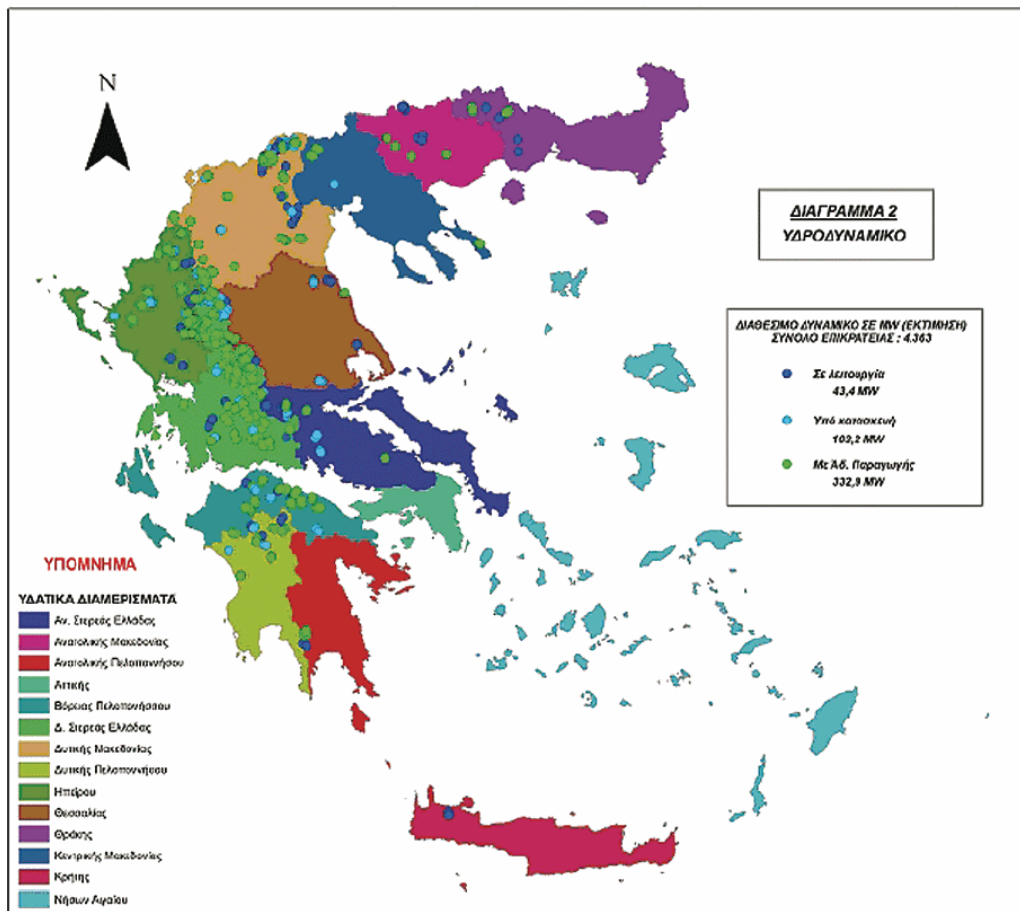 N
ΔΙΑΓΡΑΜΜΑ 2
ΥΔΡΟΔΥΝΑΜΙΚΟ
ΔΙΑΘΕΣΙΜΟ ΔΥΝΑΜΙΚΟ ΣΕ MW (ΕΚΤΙΜΗΣΗ)
ΣΥΝΟΛΟ ΕΠΙΚΡΑΤΕΙΑΣ : 4.363
Σε λειτουργία
43,4 MW
Υπό κατασκευή
103,2 MW
Με Άδ. Παραγωγής
332,9 MW
ΥΠΟΜΝΗΜΑ
ΥΔΑΤΙΚΑ ΔΙΑΜΕΡΙΣΜΑΤΑ
Αν. Στερεάς Ελλάδας
Ανατολικής Μακεδονίας
Ανατολικής Πελοποννήσου
Αττικής
Βόρειας Πελοποννήσου
Δ. Στερεάς Ελλάδας
Δυτικής Μακεδονίας
Δυτικής Πελοποννήσου
Ηπείρου
Θεσσαλίας
Θράκης
Κεντρικής Μακεδονίας
Κρήτης
Νήσων Αιγαίου